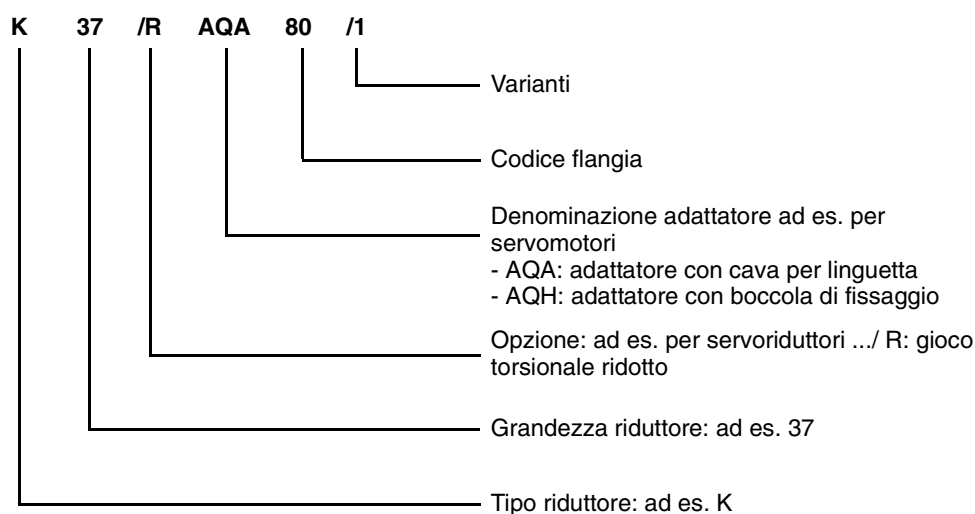 K 37 /R AQA 80 /1
Varianti
Codice flangia
Denominazione adattatore ad es. per
servomotori
- AQA: adattatore con cava per linguetta
- AQH: adattatore con boccola di fissaggio
Opzione: ad es. per servoriduttori .../ R: gioco
torsionale ridotto
Grandezza riduttore: ad es. 37
Tipo riduttore: ad es. K